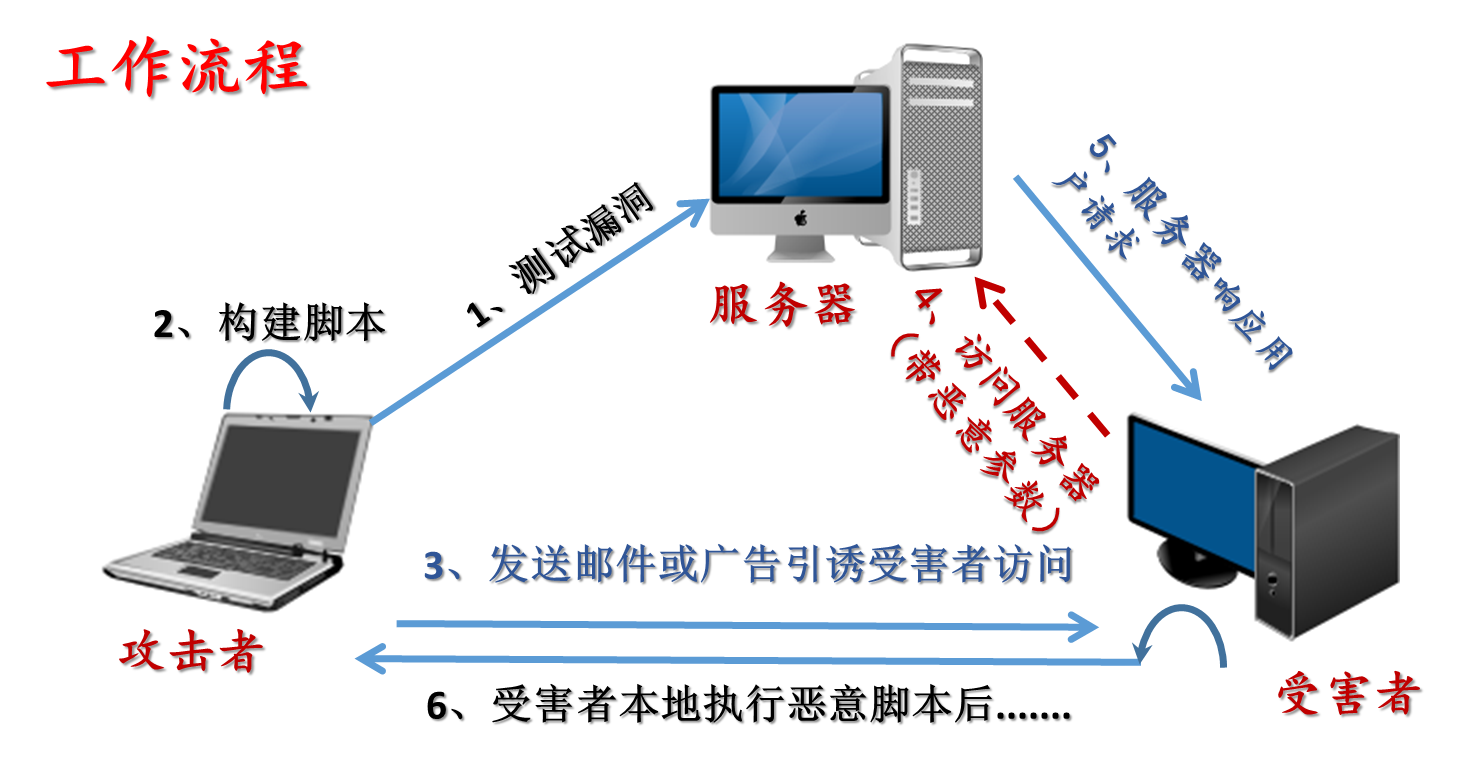 工作流程
1、测试漏洞
2、构建脚本
服务器
5、服务器响应用
户请求
4、访问服务器
（带恶意参数）
3、发送邮件或广告引诱受害者访问
攻击者
6、受害者本地执行恶意脚本后.......
受害者